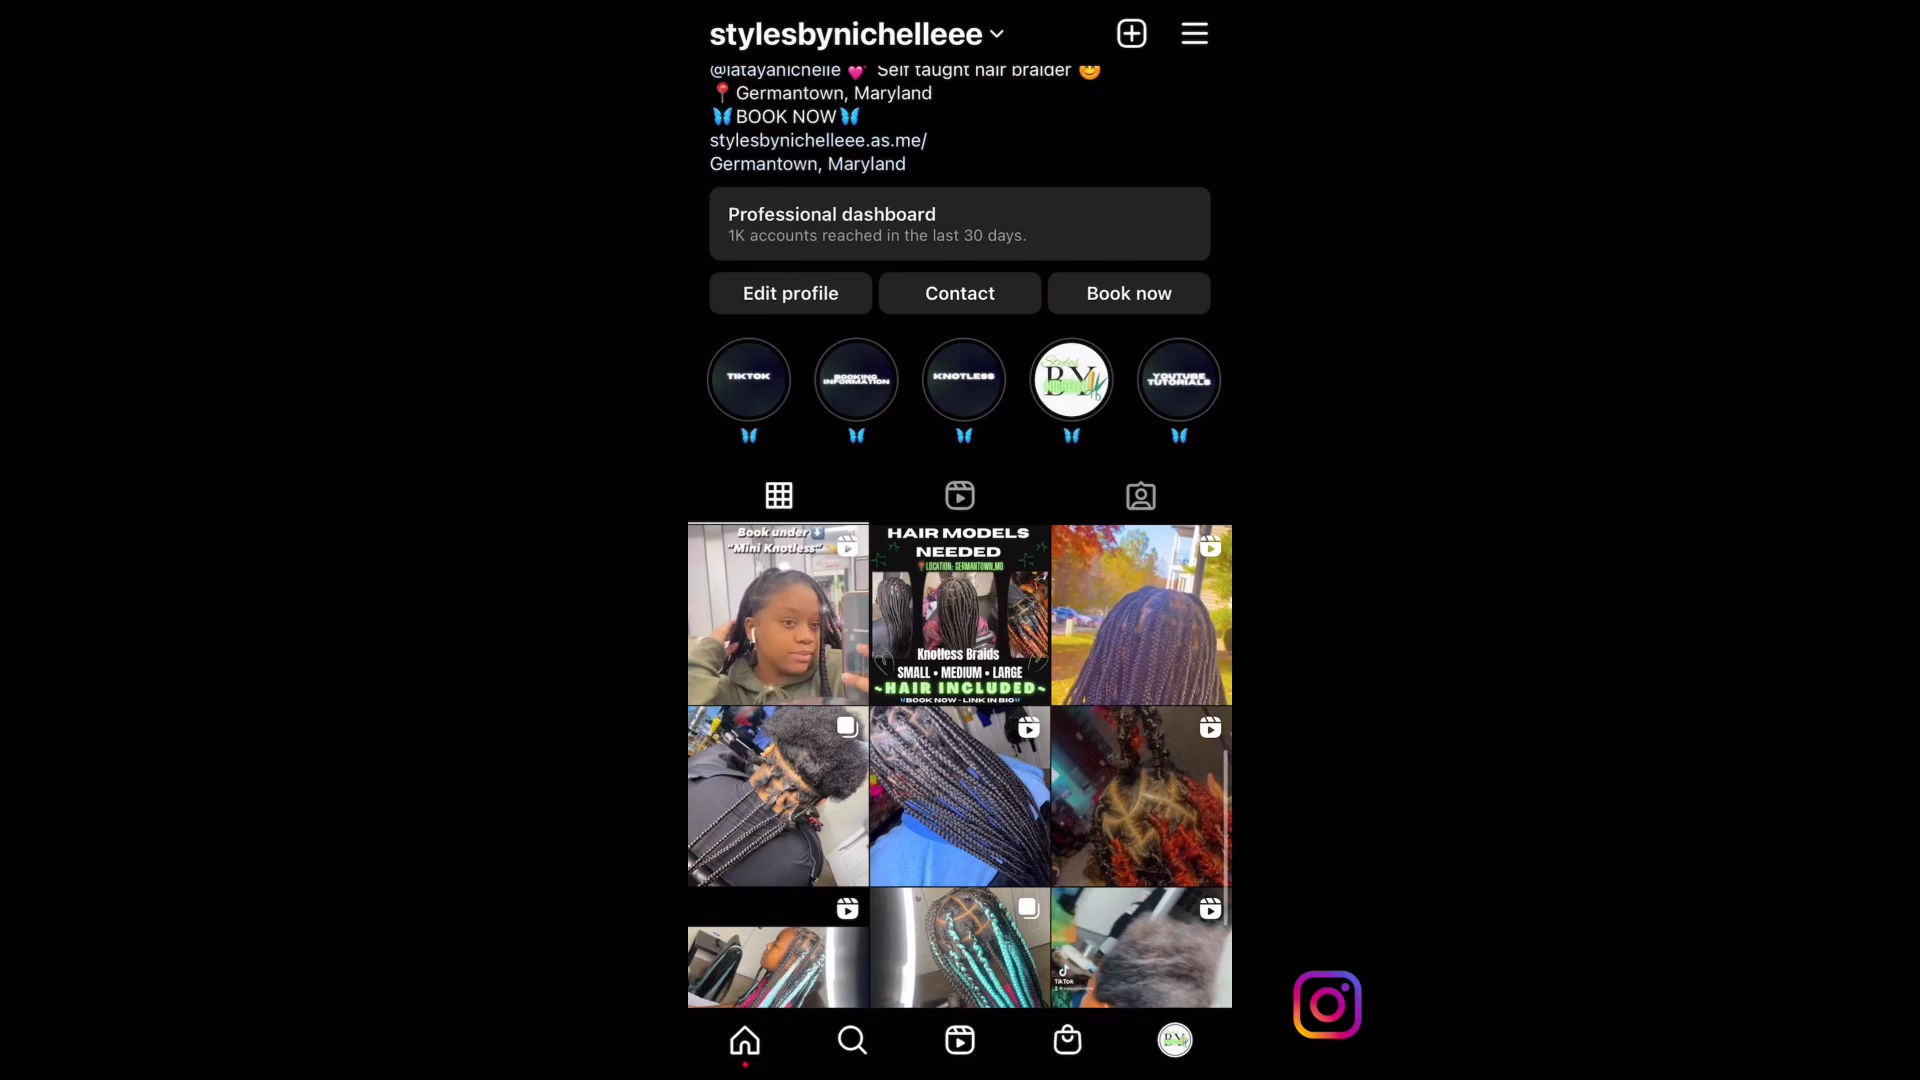 stylesbynichelleee
@latayanichelle 💕 Self taught hair braider 😊
📍 Germantown, Maryland
🦋BOOK NOW🦋
stylesbynichelleee.as.me/
Germantown, Maryland
Professional dashboard
1K accounts reached in the last 30 days.
Edit profile
Contact
Book now
TIKTOK
BOOKING
INFORMATION
KNOTLESS
Styles
BY
YOUTUBE
TUTORIALS
🦋
🦋
🦋
🦋
🦋
Book under ⬇️
"Mini Knotless"
HAIR MODELS
NEEDED
📍LOCATION: GERMANTOWN,MD
Knotless Braids
SMALL • MEDIUM • LARGE
~HAIR INCLUDED~
🦋BOOK NOW - LINK IN BIO🦋
TikTok
BY